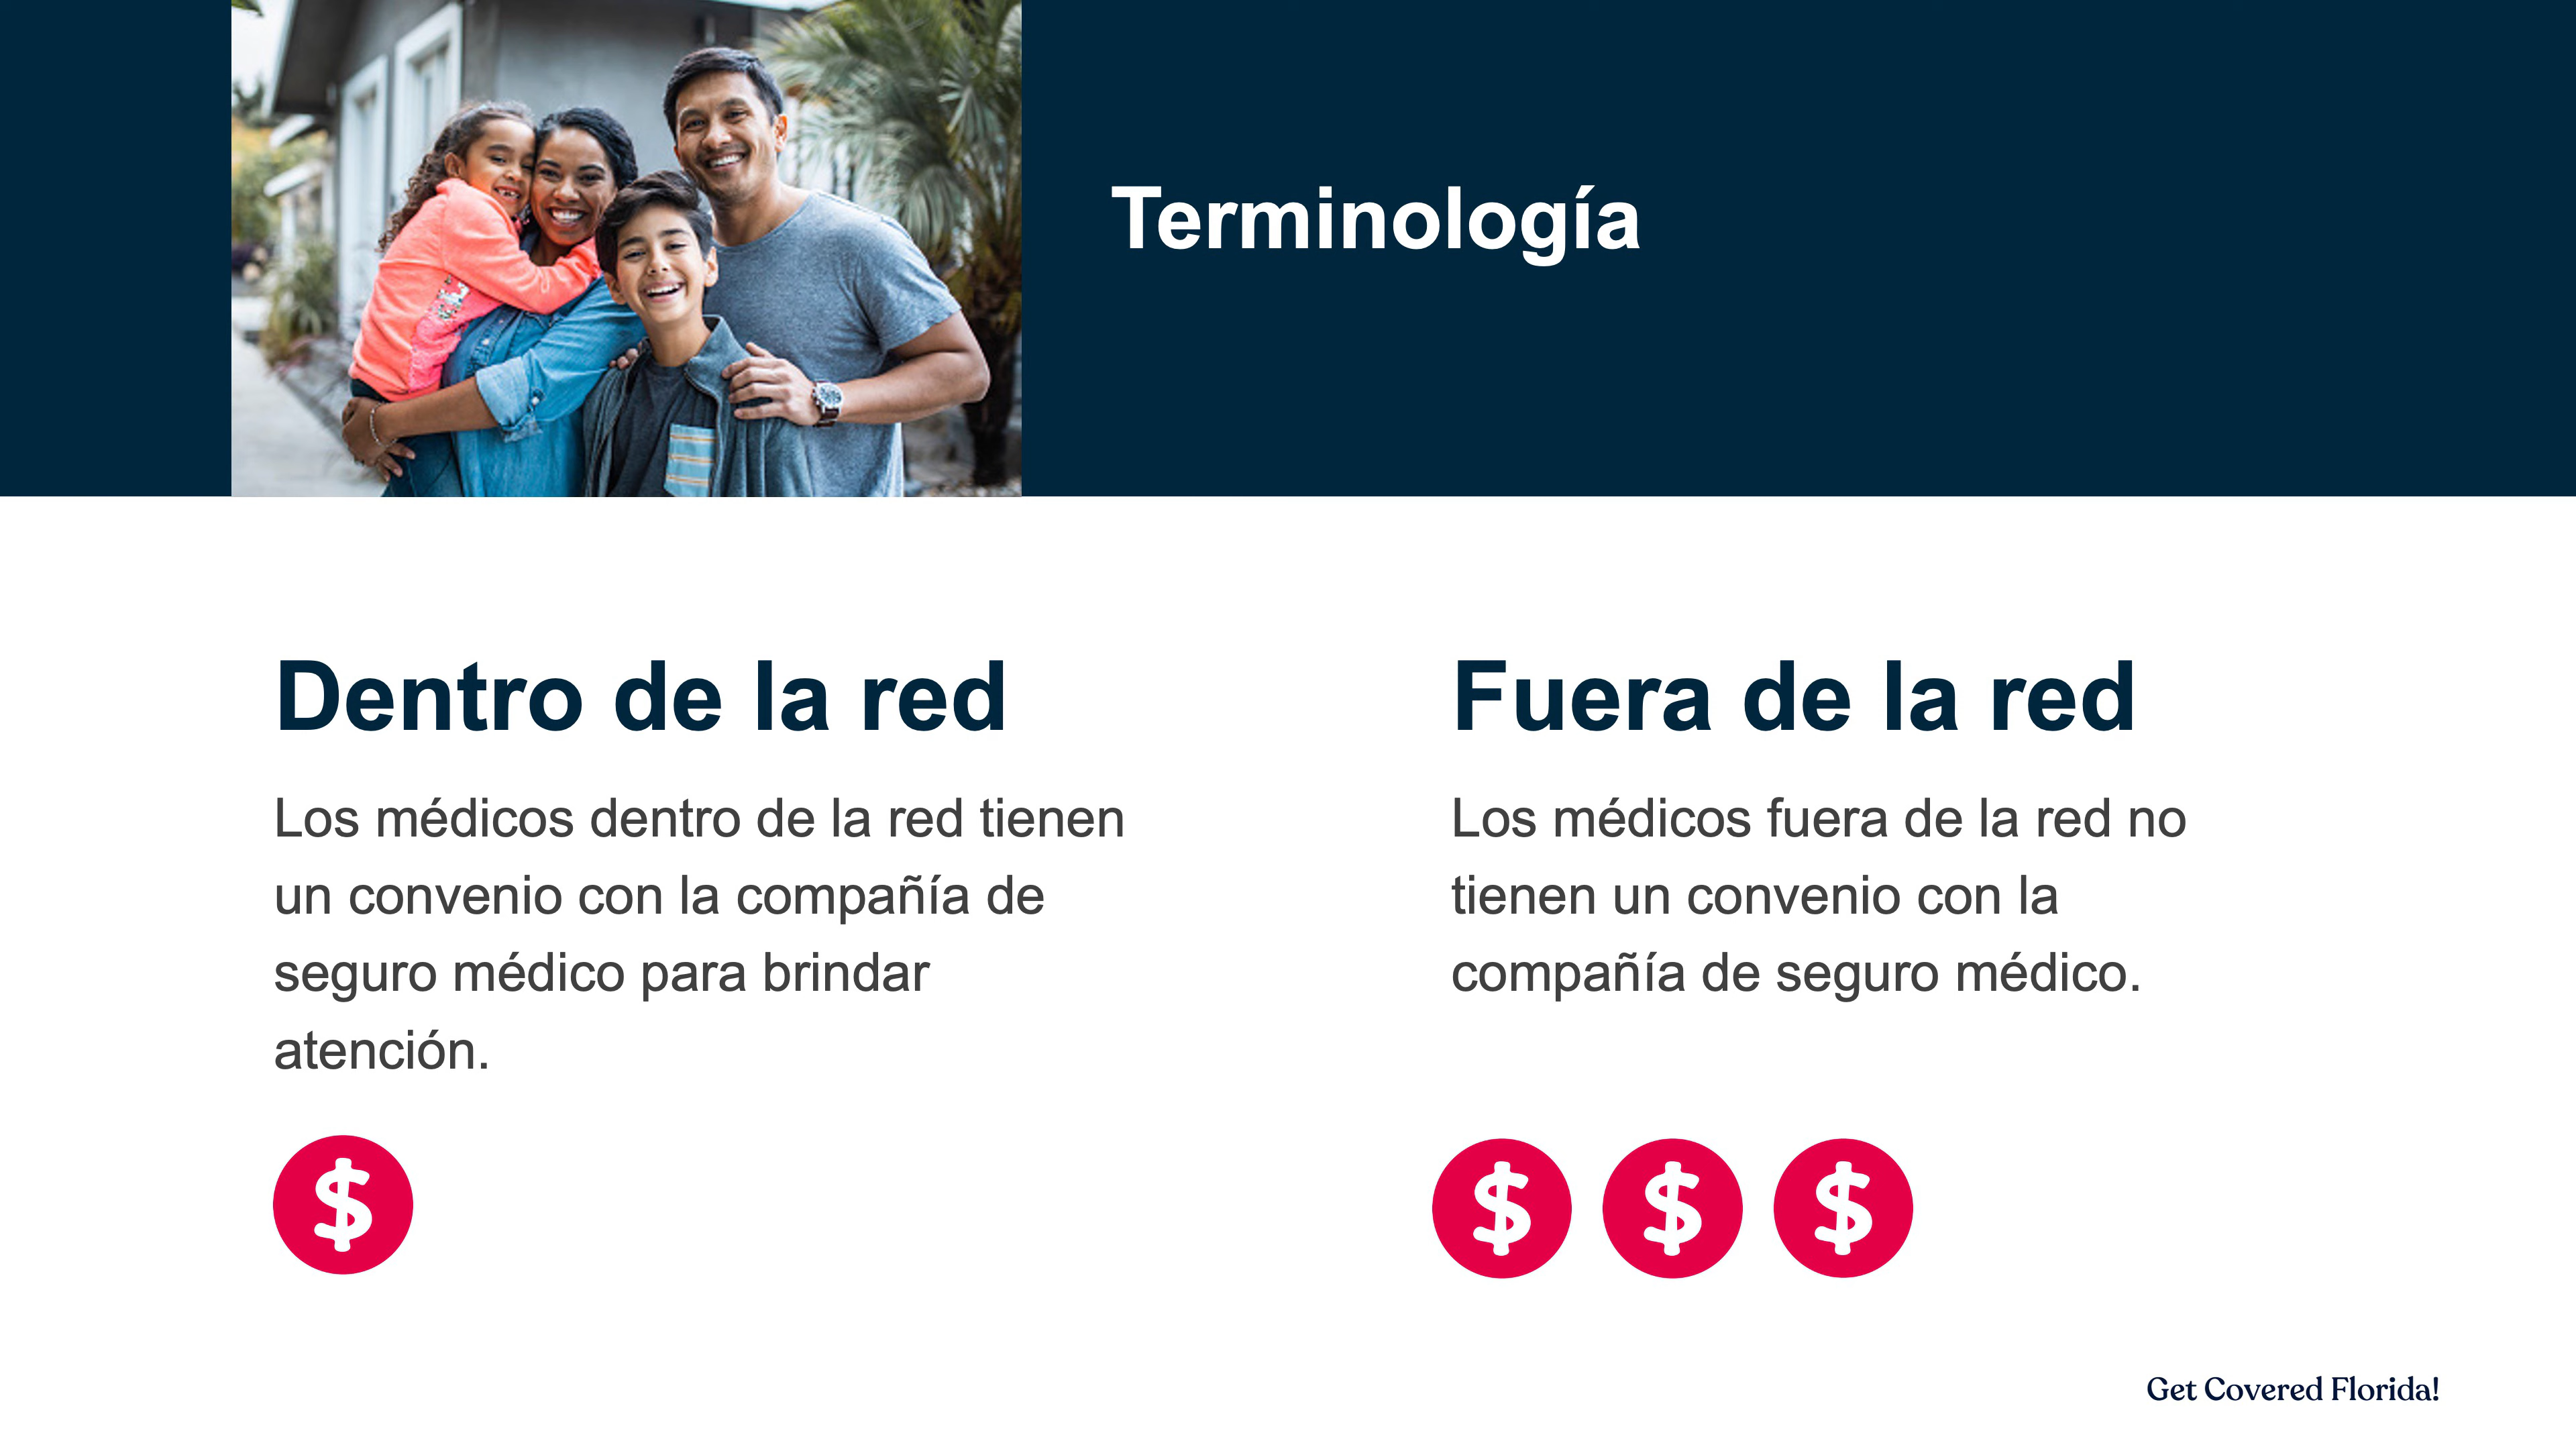 Terminología
Dentro de la red
Los médicos dentro de la red tienen
un convenio con la compañía de
seguro médico para brindar
atención.
$
Fuera de la red
Los médicos fuera de la red no
tienen un convenio con la
compañía de seguro médico.
$ $ $
Get Covered Florida!